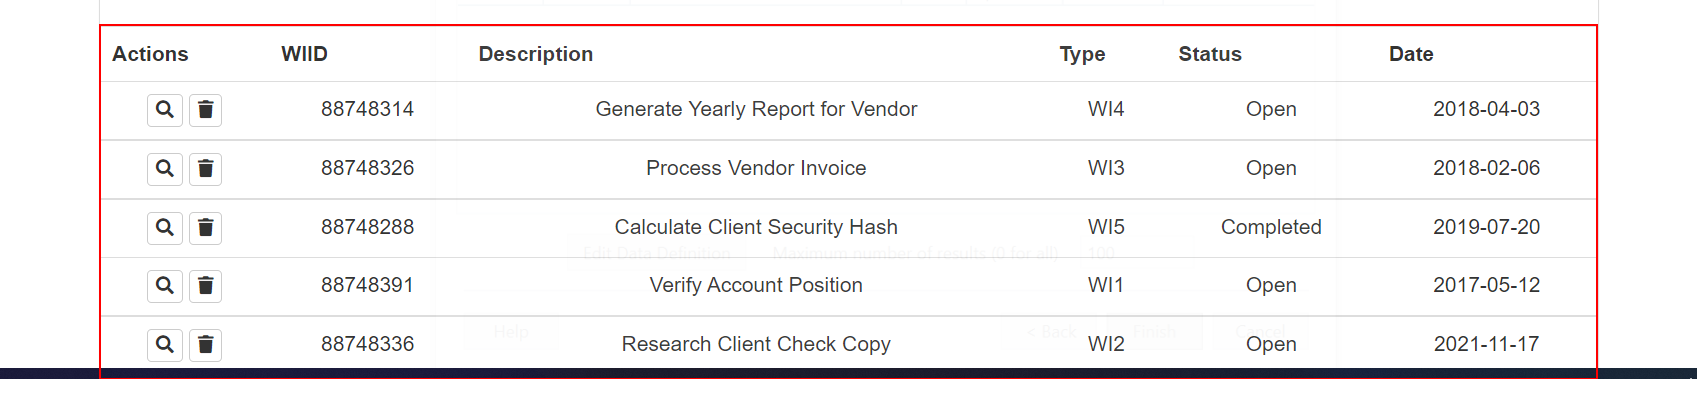 Actions WIID Description Type Status Date
88748314 Generate Yearly Report for Vendor WI4 Open 2018-04-03
88748326 Process Vendor Invoice WI3 Open 2018-02-06
88748288 Calculate Client Security Hash WI5 Completed 2019-07-20
Edit Data Definition Maximum number of results (0 for all) 100
88748391 Verify Account Position WI1 Open 2017-05-12
Help < Back Finish Cancel
88748336 Research Client Check Copy WI2 Open 2021-11-17